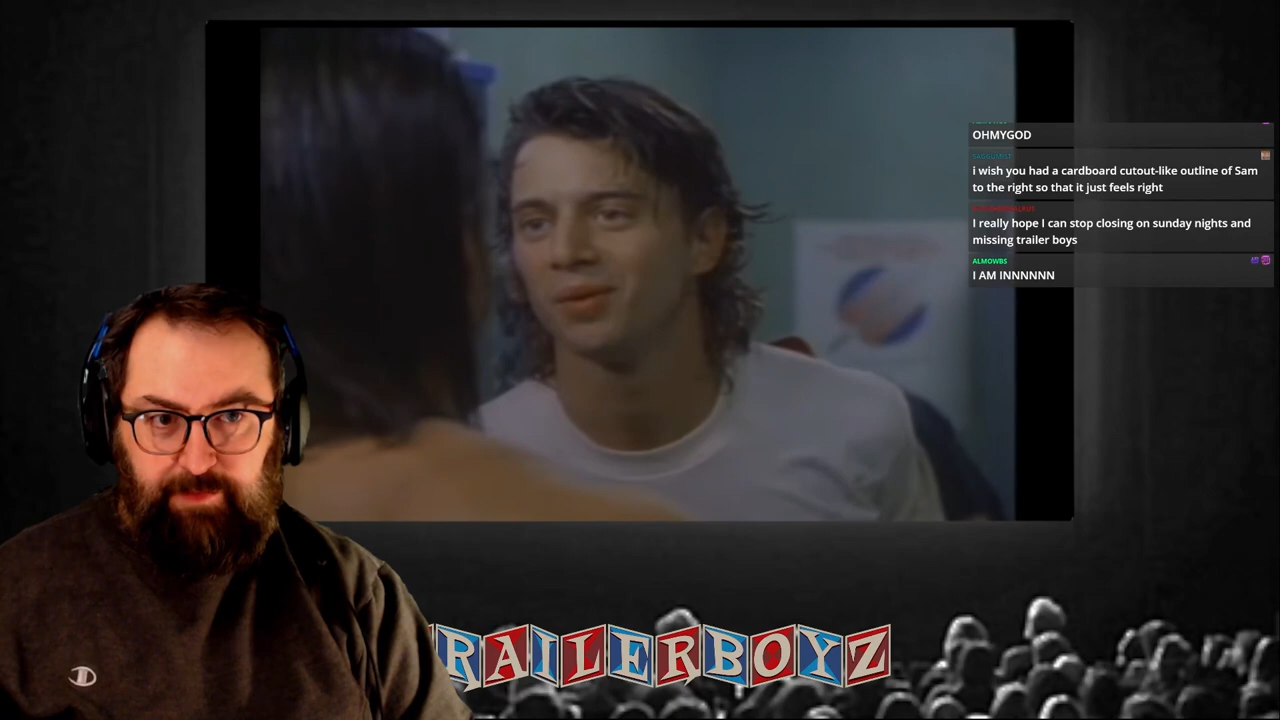 OHMYGOD
i wish you had a cardboard cutout-like outline of Sam
to the right so that it just feels right
I really hope I can stop closing on sunday nights and
missing trailer boys
ALMOWBS
I AM INNNNNN
RAILERBOYZ